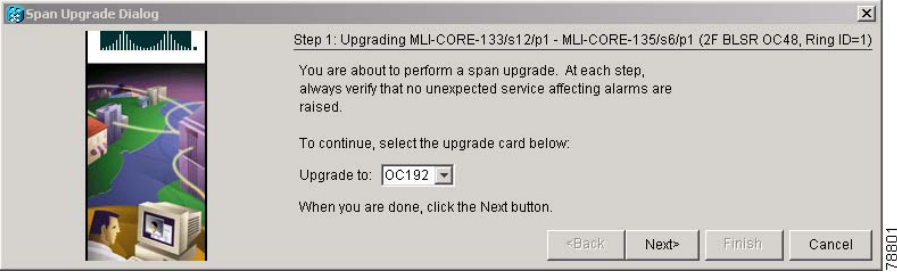 Span Upgrade Dialog
Step 1: Upgrading MLI-CORE-133/s12/p1 - MLI-CORE-135/s6/p1 (2F BLSR OC48, Ring ID=1)
You are about to perform a span upgrade. At each step,
always verify that no unexpected service affecting alarms are
raised.
To continue, select the upgrade card below:
Upgrade to: OC192
When you are done, click the Next button.
<Back Next> Finish Cancel
78801